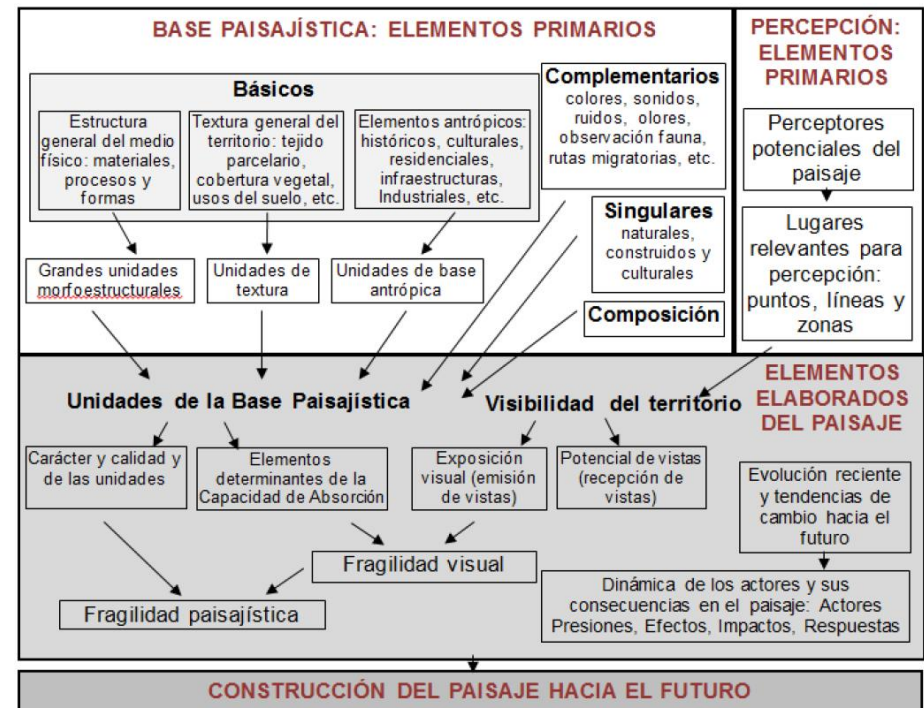 BASE PAISAJÍSTICA: ELEMENTOS PRIMARIOS
Básicos
Estructura
general del medio
físico: materiales,
procesos y
formas
Textura general del
territorio: tejido
parcelario,
cobertura vegetal,
usos del suelo, etc.
Elementos antrópicos:
históricos, culturales,
residenciales,
infraestructuras,
Industriales, etc.
Grandes unidades
morfoestructurales
Unidades de
textura
Unidades de base
antrópica
Complementarios
colores, sonidos,
ruidos, olores,
observación fauna,
rutas migratorias, etc.
Singulares
naturales,
construidos y
culturales
Composición
PERCEPCIÓN:
ELEMENTOS
PRIMARIOS
Perceptores
potenciales del
paisaje
Lugares
relevantes para
percepción:
puntos, líneas y
zonas
ELEMENTOS
ELABORADOS
DEL PAISAJE
Unidades de la Base Paisajística
Visibilidad del territorio
Carácter y calidad y
de las unidades
Elementos
determinantes de la
Capacidad de Absorción
Exposición
visual (emisión
de vistas)
Potencial de vistas
(recepción de
vistas)
Evolución reciente
y tendencias de
cambio hacia el
futuro
Fragilidad visual
Fragilidad paisajística
Dinámica de los actores y sus
consecuencias en el paisaje: Actores
Presiones, Efectos, Impactos, Respuestas
CONSTRUCCIÓN DEL PAISAJE HACIA EL FUTURO